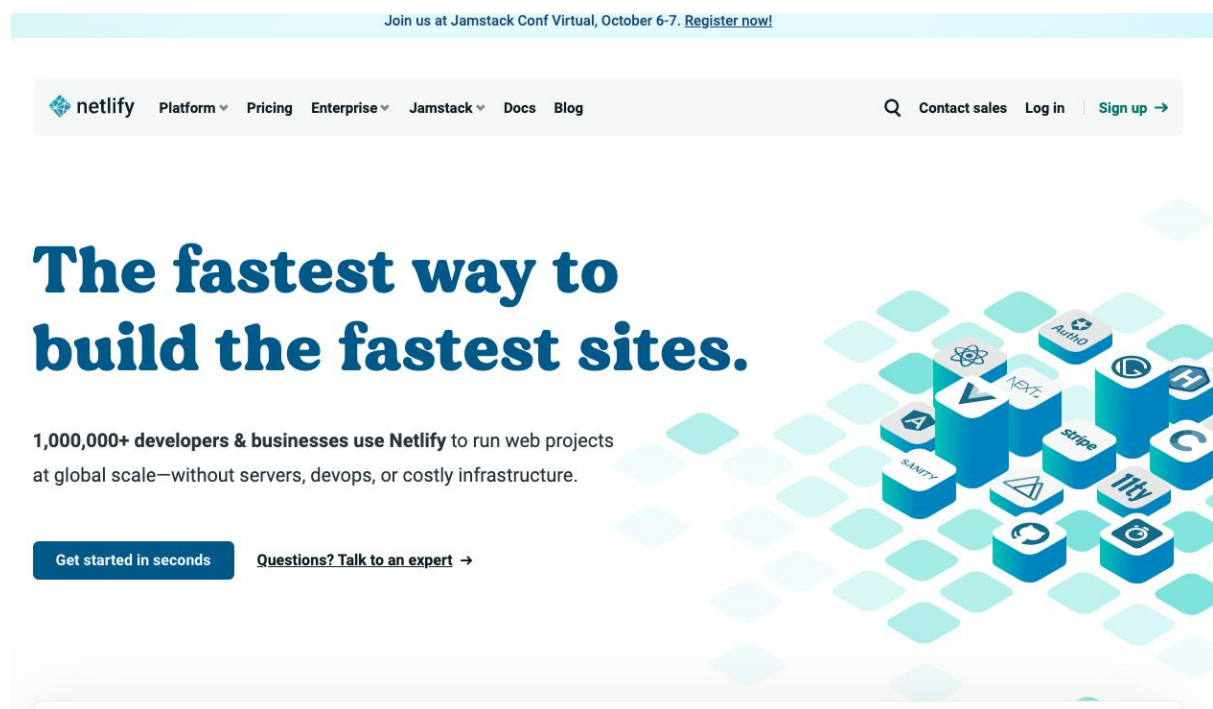 Join us at Jamstack Conf Virtual, October 6-7. Register now!
netlify Platform Pricing Enterprise Jamstack Docs Blog Contact sales Log in Sign up →
The fastest way to
build the fastest sites.
1,000,000+ developers & businesses use Netlify to run web projects
at global scale—without servers, devops, or costly infrastructure.
Get started in seconds Questions? Talk to an expert →
Auth0
NEXT.
stripe
SANITY
11ty